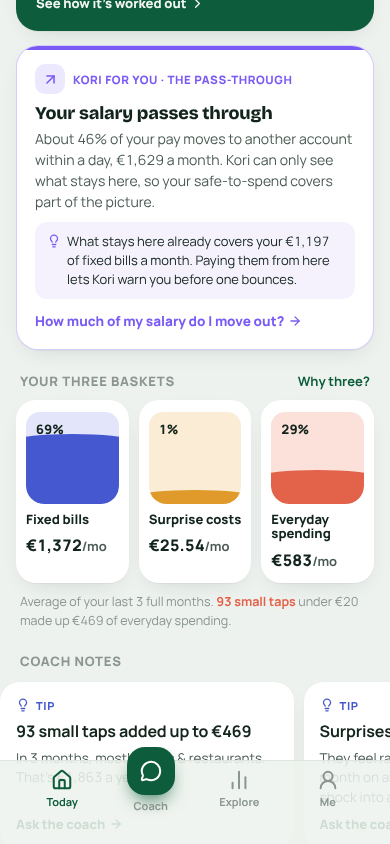 See how it's worked out
KORI FOR YOU · THE PASS-THROUGH
Your salary passes through
About 46% of your pay moves to another account
within a day, €1,629 a month. Kori can only see
what stays here, so your safe-to-spend covers
part of the picture.
What stays here already covers your €1,197
of fixed bills a month. Paying them from here
lets Kori warn you before one bounces.
How much of my salary do I move out? →
YOUR THREE BASKETS
Why three?
69%
1%
29%
Fixed bills
Surprise costs
Everyday
spending
€1,372/mo
€25.54/mo
€583/mo
Average of your last 3 full months. 93 small taps under €20
made up €469 of everyday spending.
COACH NOTES
TIP
93 small taps added up to €469
In 3 months, & restaurants.
863 a
Ask the coach →
TIP
Surprises
They feel
month on a
shock into a
Ask the
Today
Coach
Explore
Me